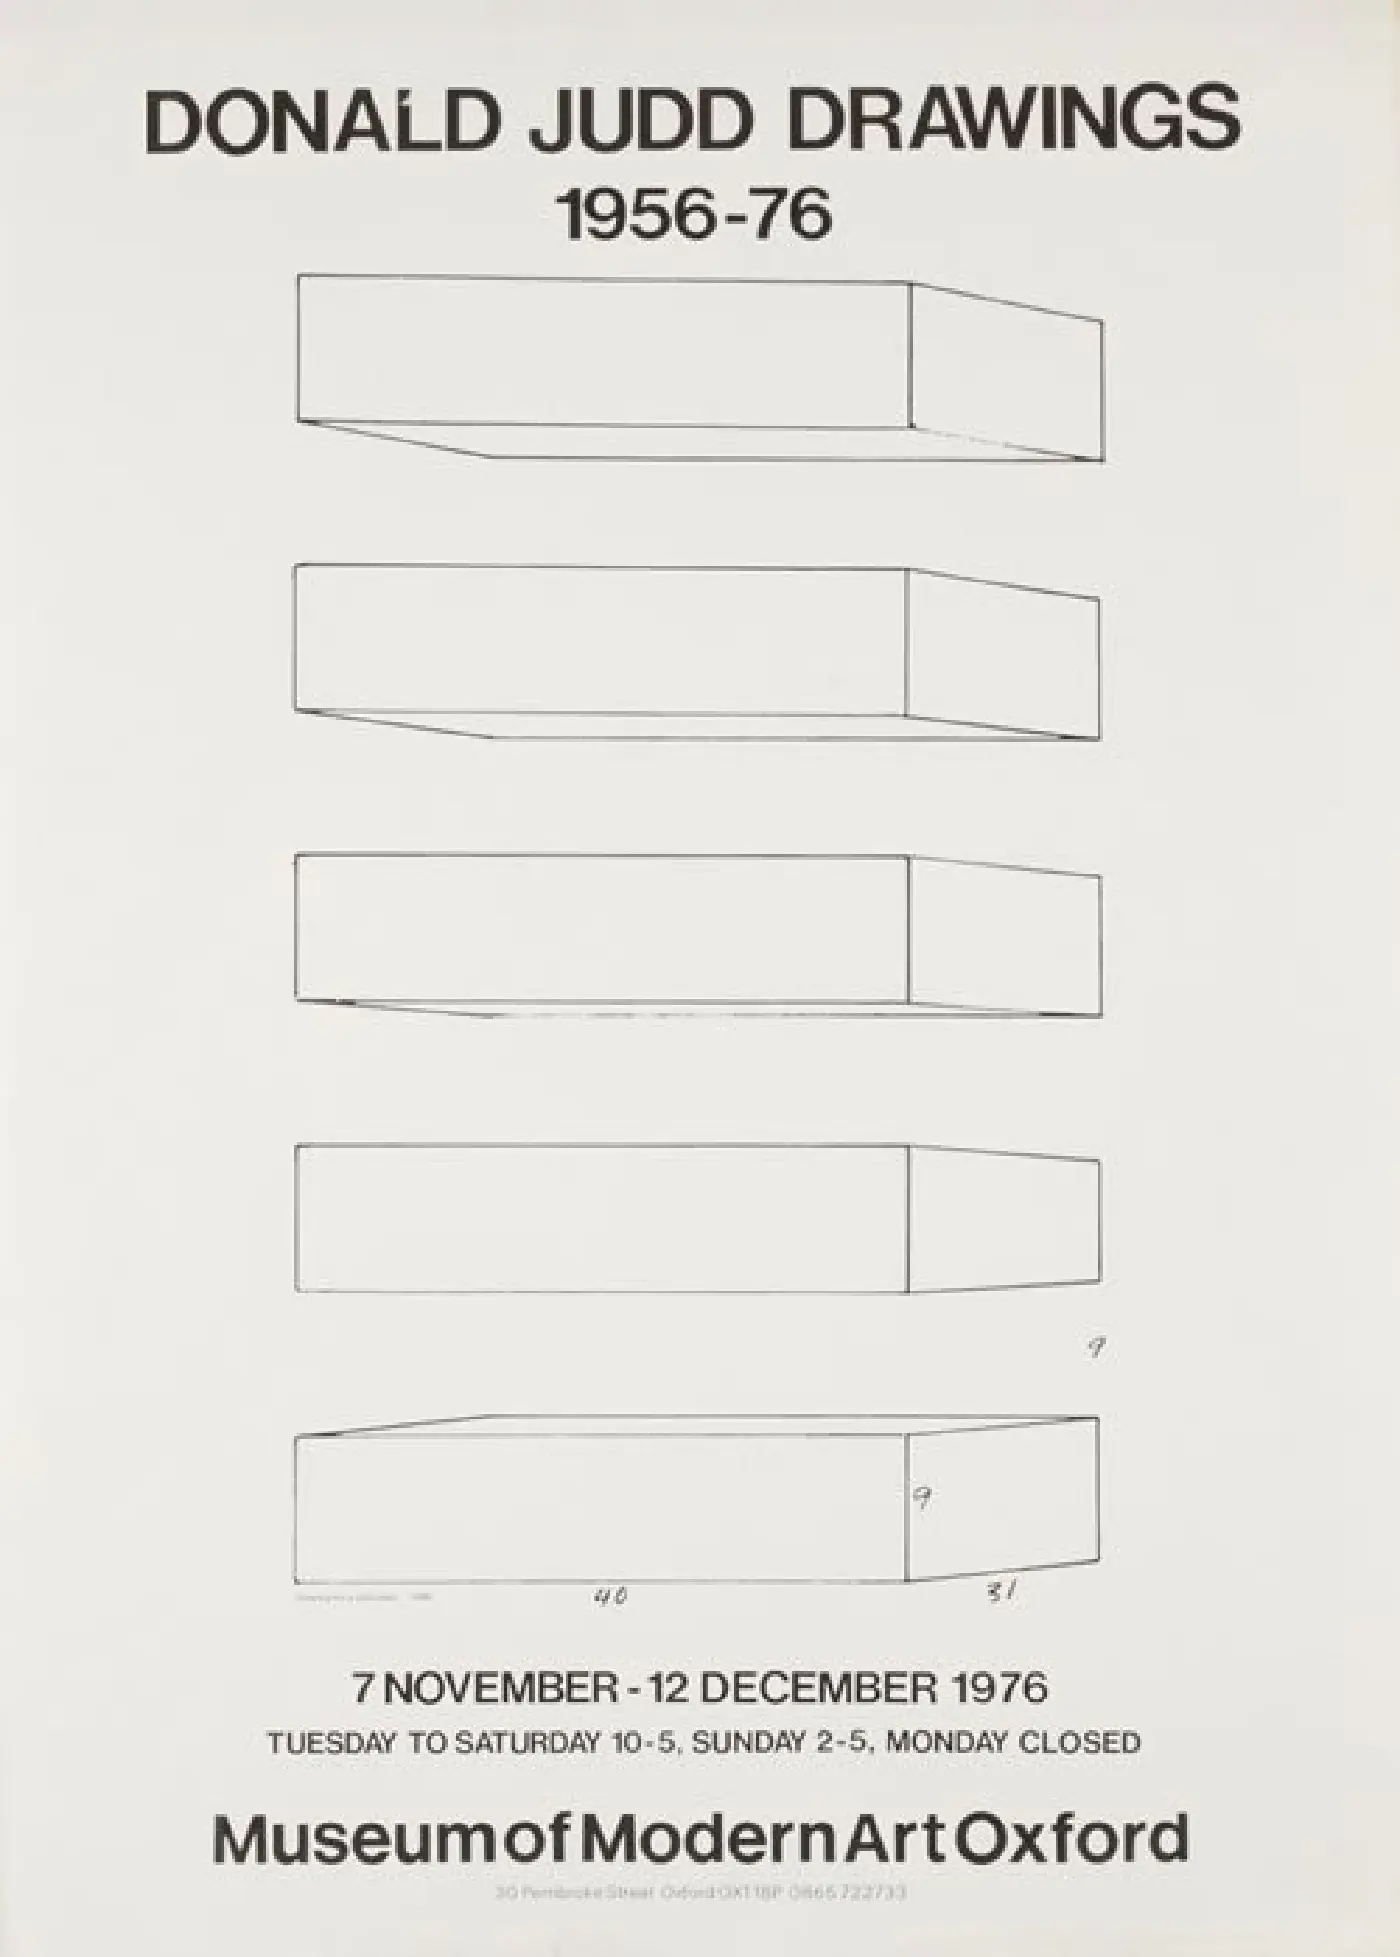 DONALD JUDD DRAWINGS
1956-76
9
9
40
31
7 NOVEMBER - 12 DECEMBER 1976
TUESDAY TO SATURDAY 10-5, SUNDAY 2-5, MONDAY CLOSED
Museum of Modern Art Oxford
30 Pembroke Street Oxford OX1 1BP 0865 722733